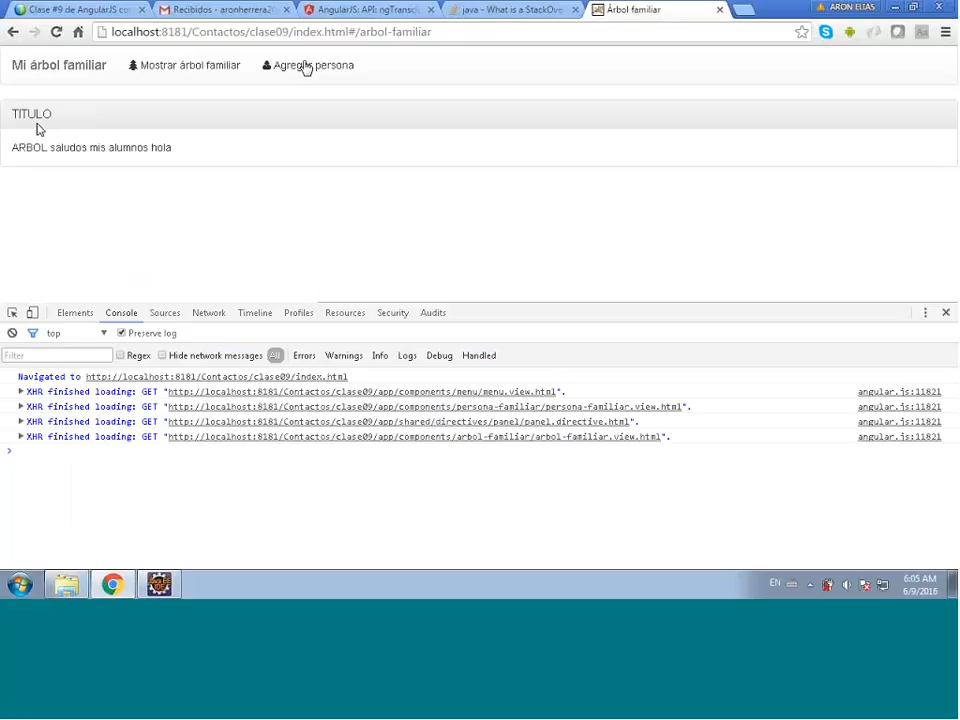 Clase #9 de AngularJS co
Recibidos - aronherrera2
AngularJS: API: ngTransclu
java - What is a StackOve
Árbol familiar
ARON ELIAS
localhost:8181/Contactos/clase09/index.html#/arbol-familiar
Mi árbol familiar
Mostrar árbol familiar
Agregar persona
TITULO
ARBOL saludos mis alumnos hola
Elements
Console
Sources
Network
Timeline
Profiles
Resources
Security
Audits
top
Preserve log
Filter
Regex
Hide network messages
All
Errors
Warnings
Info
Logs
Debug
Handled
Navigated to http://localhost:8181/Contactos/clase09/index.html
XHR finished loading: GET "http://localhost:8181/Contactos/clase09/app/components/menu/menu.view.html". angular.js:11821
XHR finished loading: GET "http://localhost:8181/Contactos/clase09/app/components/persona-familiar/persona-familiar.view.html". angular.js:11821
XHR finished loading: GET "http://localhost:8181/Contactos/clase09/app/shared/directives/panel/panel.directive.html". angular.js:11821
XHR finished loading: GET "http://localhost:8181/Contactos/clase09/app/components/arbol-familiar/arbol-familiar.view.html". angular.js:11821
EN
6:05 AM
6/9/2016